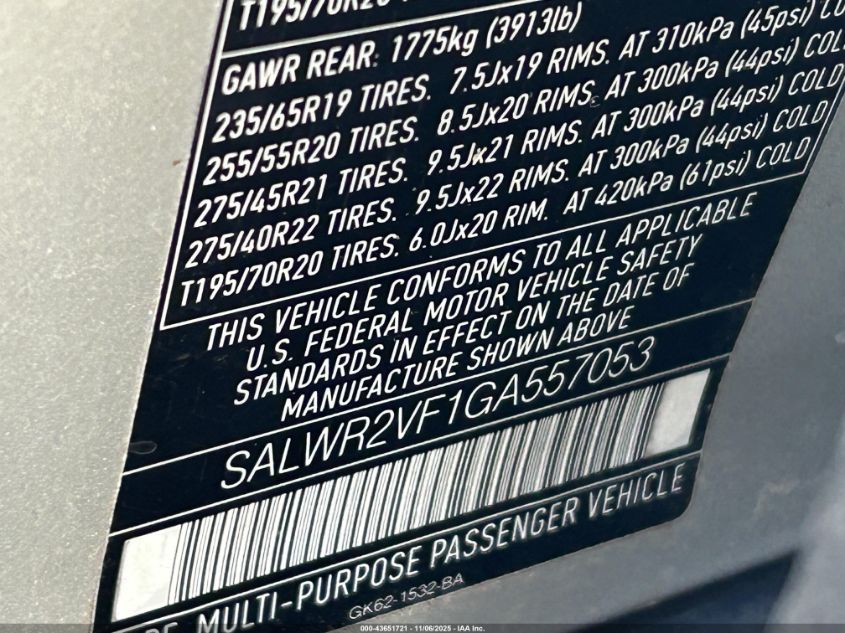 T195/70R20
GAWR REAR: 1775kg (3913lb)
235/65R19 TIRES. 7.5Jx19 RIMS. AT 310kPa (45psi)
255/55R20 TIRES. 8.5Jx20 RIMS. AT 300kPa (44psi) COLD
275/45R21 TIRES. 9.5Jx21 RIMS. AT 300kPa (44psi) COLD
275/40R22 TIRES. 9.5Jx22 RIMS. AT 300kPa (44psi) COLD
T195/70R20 TIRES. 6.0Jx20 RIM. AT 420kPa (61psi) COLD
THIS VEHICLE CONFORMS TO ALL APPLICABLE
U.S. FEDERAL MOTOR VEHICLE SAFETY
STANDARDS IN EFFECT ON THE DATE OF
MANUFACTURE SHOWN ABOVE
SALWR2VF1GA557053
MULTI-PURPOSE PASSENGER VEHICLE
GK62-1532-BA
000-43651721 - 11/06/2025 - IAA Inc.